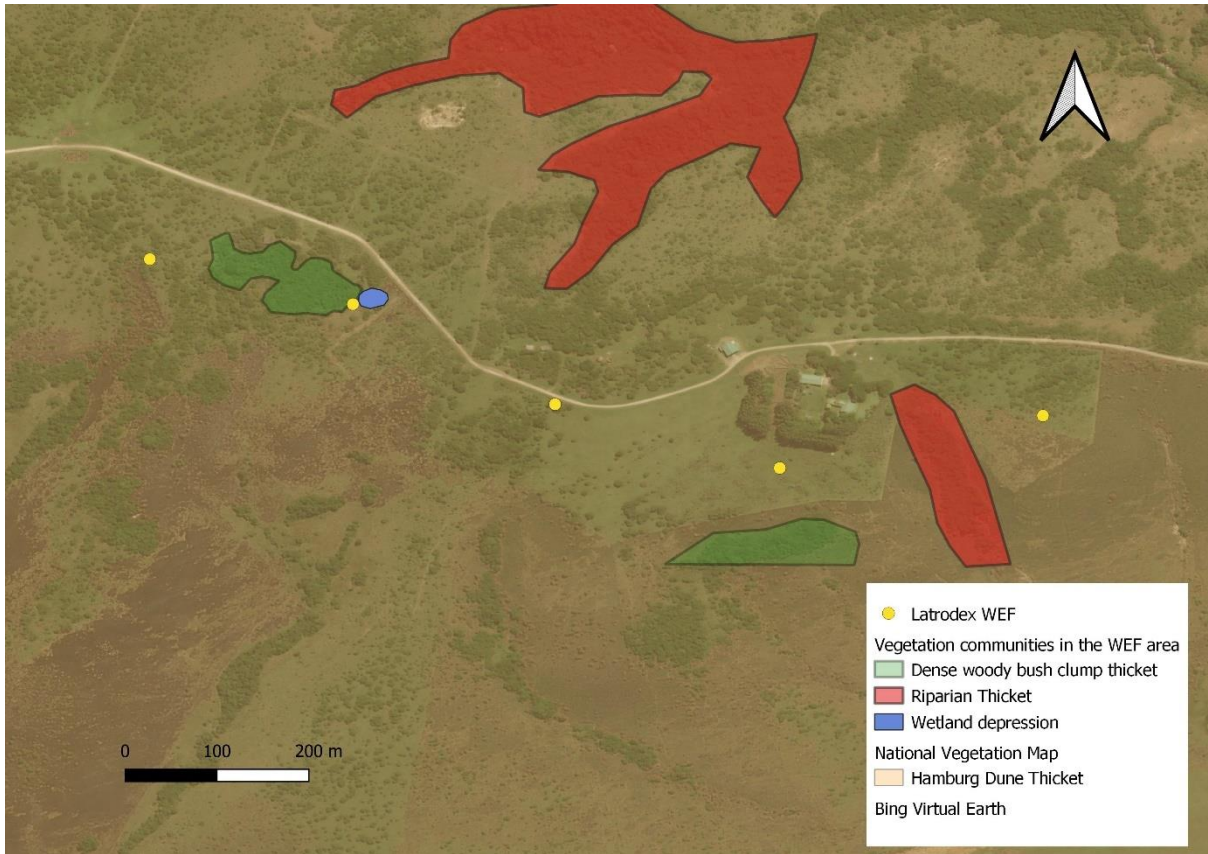 0 100 200 m
Latrodex WEF
Vegetation communities in the WEF area
Dense woody bush clump thicket
Riparian Thicket
Wetland depression
National Vegetation Map
Hamburg Dune Thicket
Bing Virtual Earth